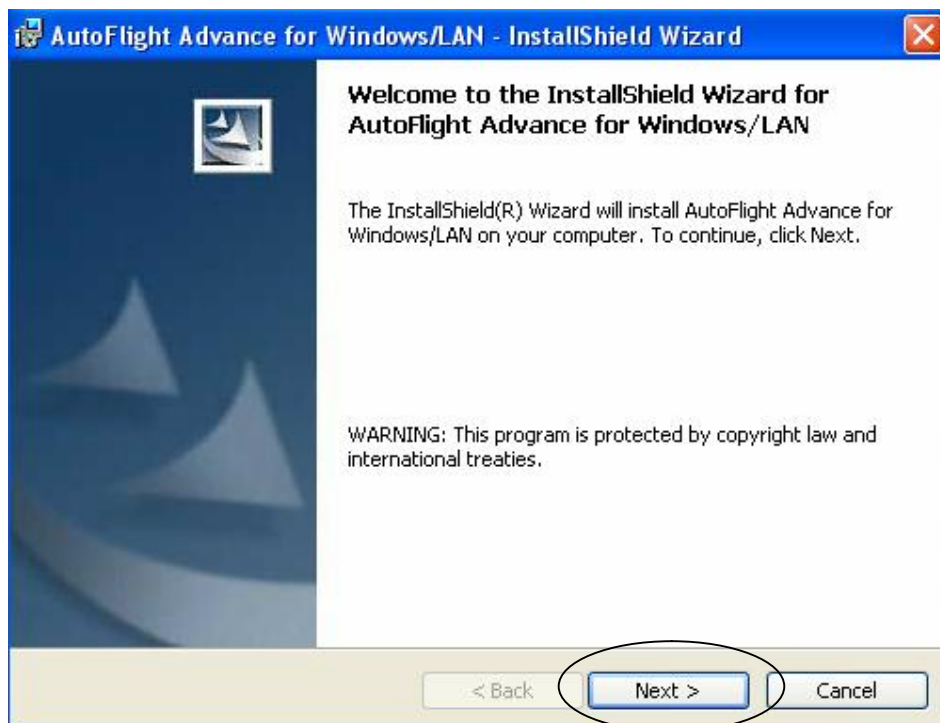 AutoFlight Advance for Windows/LAN - InstallShield Wizard
Welcome to the InstallShield Wizard for
AutoFlight Advance for Windows/LAN
The InstallShield(R) Wizard will install AutoFlight Advance for
Windows/LAN on your computer. To continue, click Next.
WARNING: This program is protected by copyright law and
international treaties.
< Back Next > Cancel